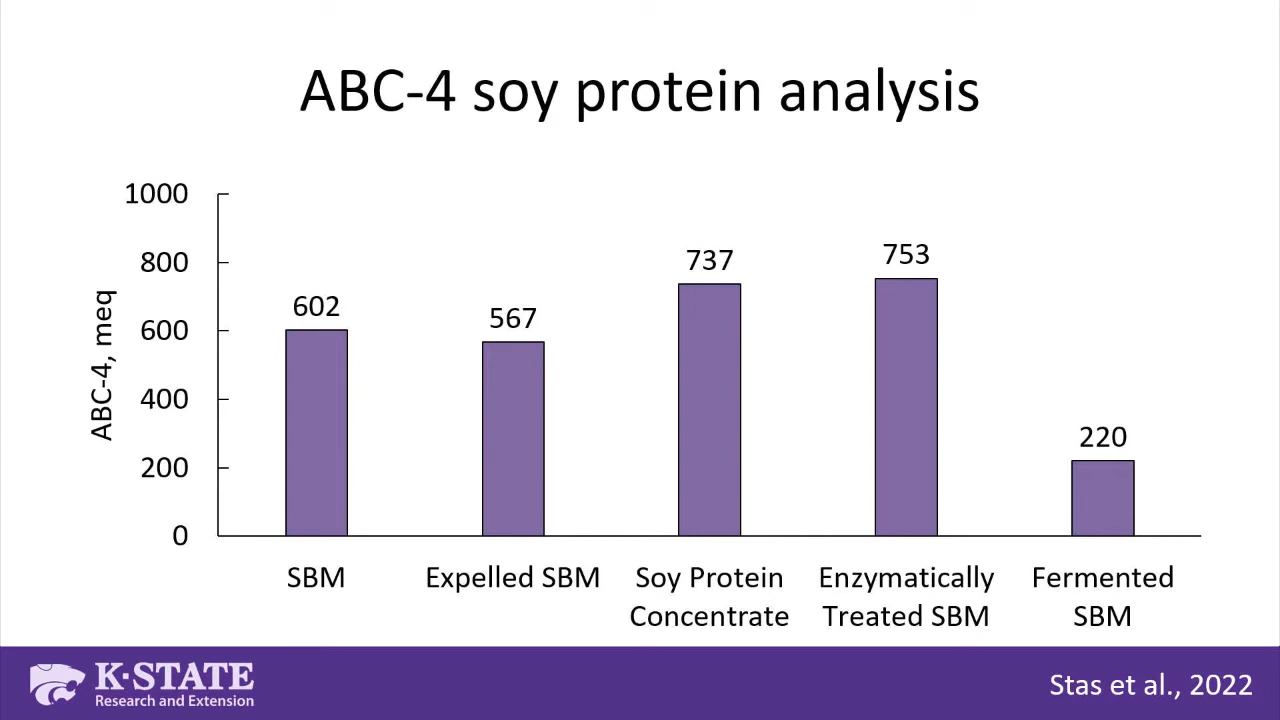 ABC-4 soy protein analysis
1000
800
600
400
200
0
ABC-4, meq
602
567
737
753
220
SBM
Expelled SBM
Soy Protein
Concentrate
Enzymatically
Treated SBM
Fermented
SBM
K-STATE
Research and Extension
Stas et al., 2022